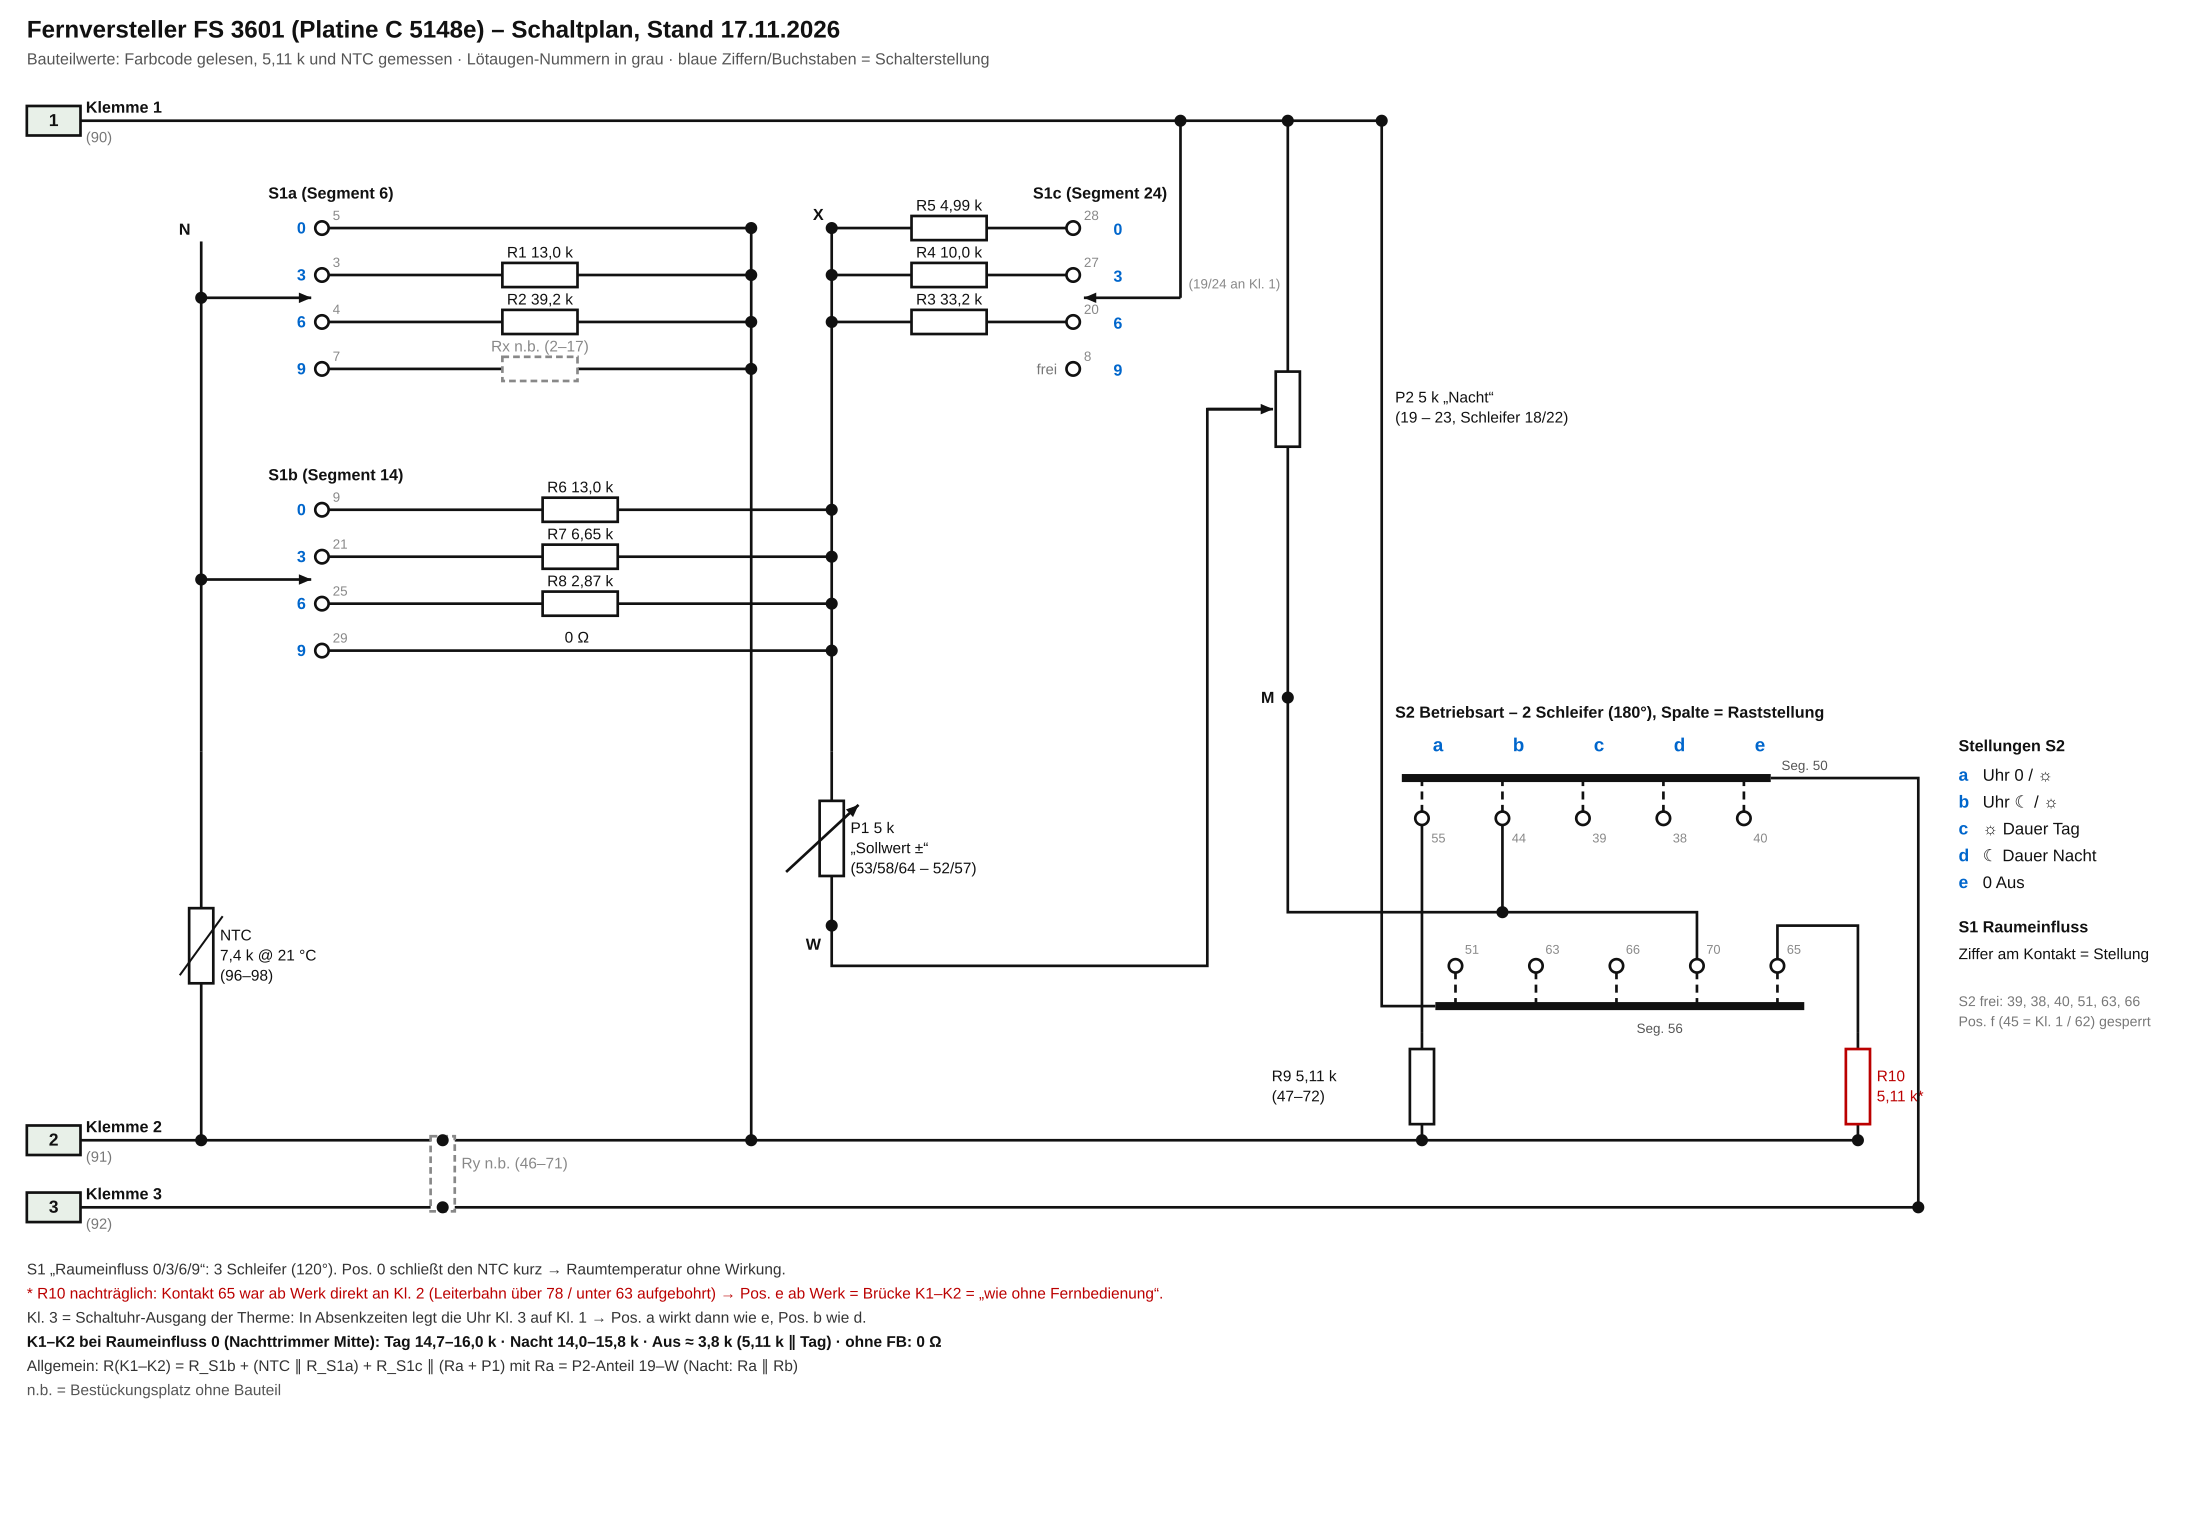 Fernversteller FS 3601 (Platine C 5148e) – Schaltplan, Stand 17.11.2026
Bauteilwerte: Farbcode gelesen, 5,11 k und NTC gemessen · Lötaugen-Nummern in grau · blaue Ziffern/Buchstaben = Schalterstellung
1 Klemme 1
(90)
S1a (Segment 6)
N
0 5
3 3 R1 13,0 k
6 4 R2 39,2 k
9 7 Rx n.b. (2–17)
X
S1c (Segment 24)
R5 4,99 k 28 0
R4 10,0 k 27 3
R3 33,2 k 20 6
frei 8 9
(19/24 an Kl. 1)
P2 5 k „Nacht“
(19 – 23, Schleifer 18/22)
S1b (Segment 14)
0 9 R6 13,0 k
3 21 R7 6,65 k
6 25 R8 2,87 k
9 29 0 Ω
M
S2 Betriebsart – 2 Schleifer (180°), Spalte = Raststellung
a b c d e
Seg. 50
55 44 39 38 40
P1 5 k
„Sollwert ±“
(53/58/64 – 52/57)
W
NTC
7,4 k @ 21 °C
(96–98)
51 63 66 70 65
Seg. 56
R9 5,11 k
(47–72)
R10
5,11 k*
Stellungen S2
a Uhr 0 / ☼
b Uhr ☾ / ☼
c ☼ Dauer Tag
d ☾ Dauer Nacht
e 0 Aus
S1 Raumeinfluss
Ziffer am Kontakt = Stellung
S2 frei: 39, 38, 40, 51, 63, 66
Pos. f (45 = Kl. 1 / 62) gesperrt
2 Klemme 2
(91)
Ry n.b. (46–71)
3 Klemme 3
(92)
S1 „Raumeinfluss 0/3/6/9“: 3 Schleifer (120°). Pos. 0 schließt den NTC kurz → Raumtemperatur ohne Wirkung.
* R10 nachträglich: Kontakt 65 war ab Werk direkt an Kl. 2 (Leiterbahn über 78 / unter 63 aufgebohrt) → Pos. e ab Werk = Brücke K1–K2 = „wie ohne Fernbedienung“.
Kl. 3 = Schaltuhr-Ausgang der Therme: In Absenkzeiten legt die Uhr Kl. 3 auf Kl. 1 → Pos. a wirkt dann wie e, Pos. b wie d.
K1–K2 bei Raumeinfluss 0 (Nachttrimmer Mitte): Tag 14,7–16,0 k · Nacht 14,0–15,8 k · Aus ≈ 3,8 k (5,11 k ∥ Tag) · ohne FB: 0 Ω
Allgemein: R(K1–K2) = R_S1b + (NTC ∥ R_S1a) + R_S1c ∥ (Ra + P1) mit Ra = P2-Anteil 19–W (Nacht: Ra ∥ Rb)
n.b. = Bestückungsplatz ohne Bauteil